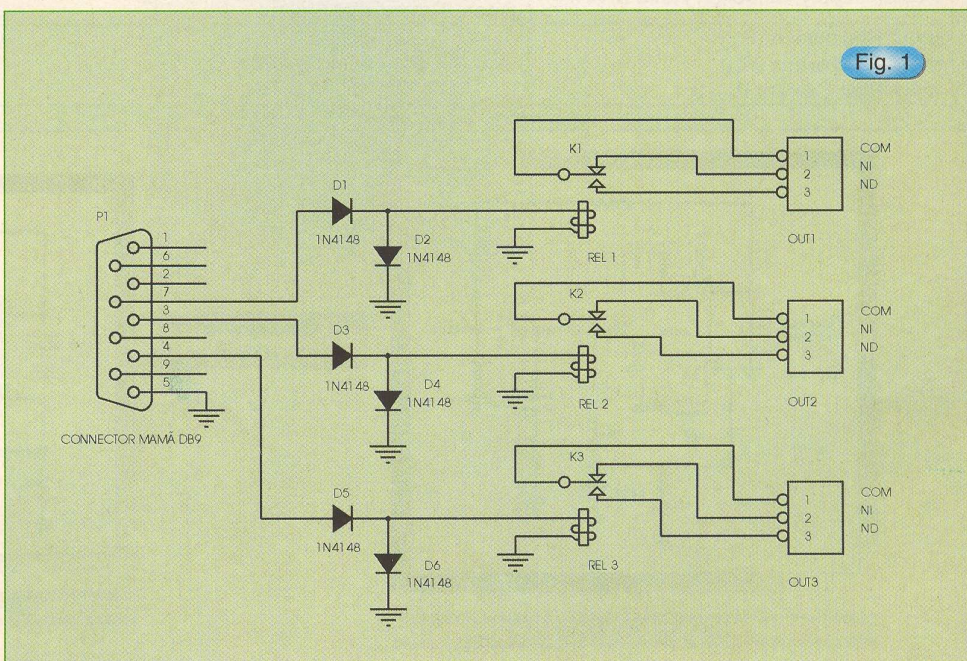 Fig. 1
K1
1
2
3
COM
NI
ND
OUT1
D1
1N4148
D2
1N4148
REL 1
P1
1
6
2
7
3
8
4
9
5
CONNECTOR MAMĂ DB9
K2
1
2
3
COM
NI
ND
OUT2
D3
1N4148
D4
1N4148
REL 2
K3
1
2
3
COM
NI
ND
OUT3
D5
1N4148
D6
1N4148
REL 3